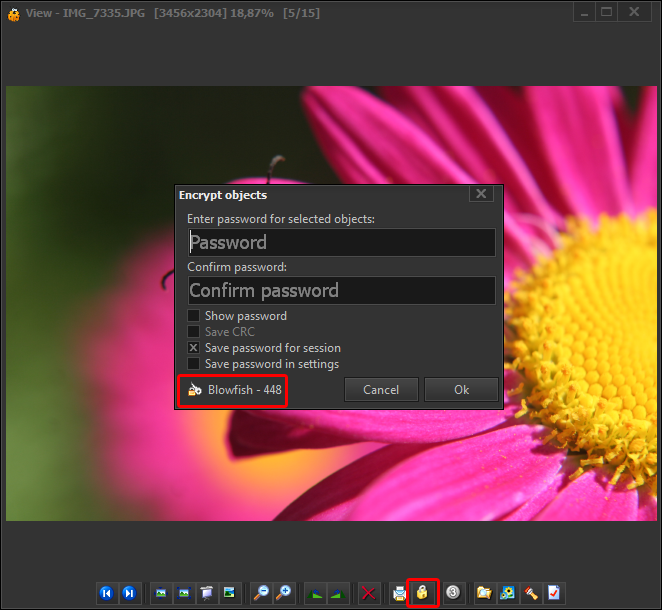 View - IMG_7335.JPG [3456x2304] 18,87% [5/15]
Encrypt objects
Enter password for selected objects:
Password
Confirm password:
Confirm password
Show password
Save CRC
Save password for session
Save password in settings
Blowfish - 448
Cancel
Ok
3